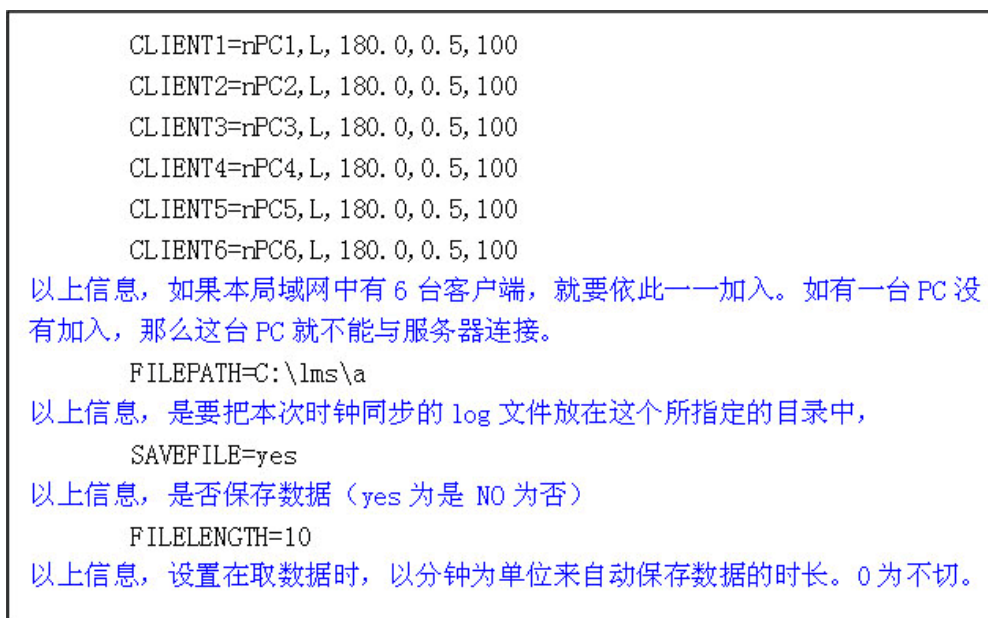 CLIENT1=nPC1,L,180.0,0.5,100
CLIENT2=nPC2,L,180.0,0.5,100
CLIENT3=nPC3,L,180.0,0.5,100
CLIENT4=nPC4,L,180.0,0.5,100
CLIENT5=nPC5,L,180.0,0.5,100
CLIENT6=nPC6,L,180.0,0.5,100
以上信息，如果本局域网中有 6 台客户端，就要依此一一加入。如有一台 PC 没
有加入，那么这台 PC 就不能与服务器连接。
FILEPATH=C:\lms\a
以上信息，是要把本次时钟同步的 log 文件放在这个所指定的目录中，
SAVEFILE=yes
以上信息，是否保存数据（yes 为是 NO 为否）
FILELENGTH=10
以上信息，设置在取数据时，以分钟为单位来自动保存数据的时长。0 为不切。